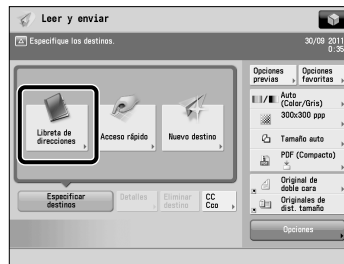 Leer y enviar
Especifique los destinos.
30/09 2011
0:35
Libreta de
direcciones
Acceso rápido
Nuevo destino
Especificar
destinos
Detalles
Eliminar
destino
CC
Cco
Opciones
previas
Opciones
favoritas
Auto
(Color/Gris)
300x300 ppp
Tamaño auto
PDF (Compacto)
Original de
doble cara
Originales de
dist. tamaño
Opciones